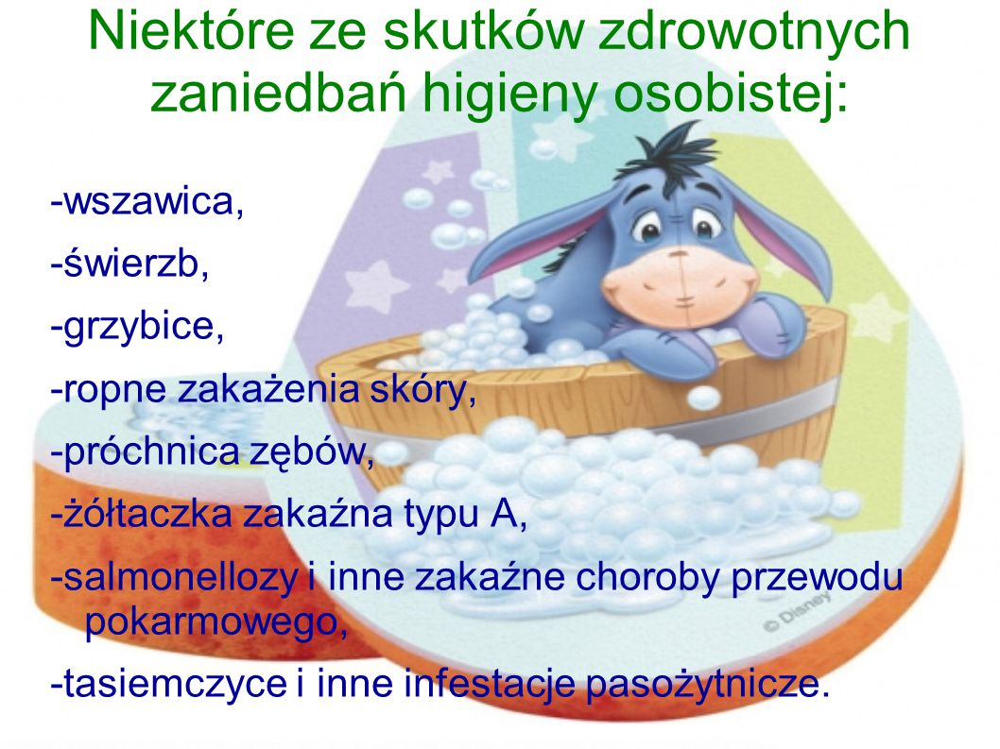 Niektóre ze skutków zdrowotnych
zaniedbań higieny osobistej:
-wszawica,
-świerzb,
-grzybice,
-ropne zakażenia skóry,
-próchnica zębów,
-żółtaczka zakaźna typu A,
-salmonellozy i inne zakaźne choroby przewodu
pokarmowego,
-tasiemczyce i inne infestacje pasożytnicze.
© Disney